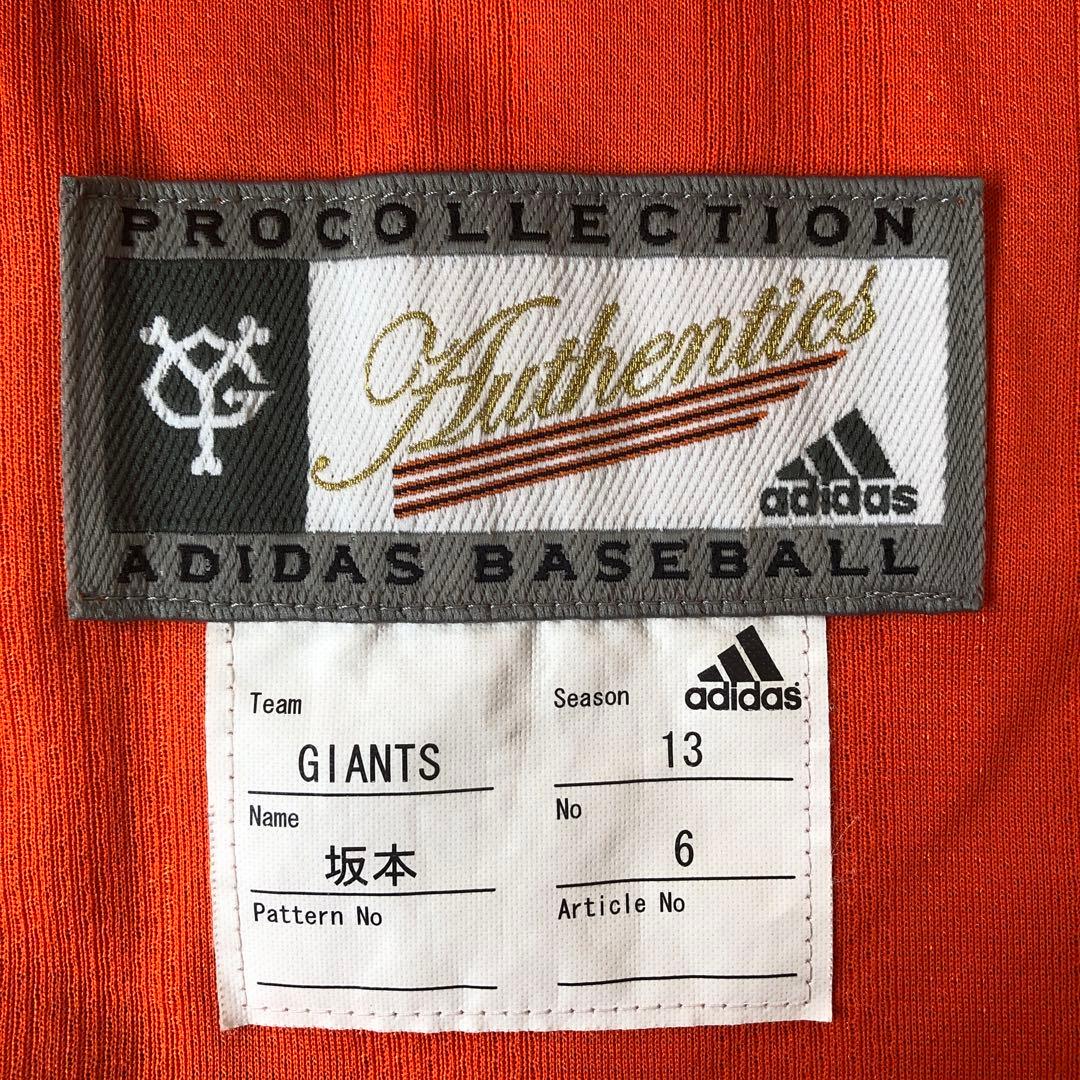 PROCOLLECTION
YG
Authentics
adidas
ADIDAS BASEBALL
adidas
Team
Season
GIANTS
13
Name
No
坂本
6
Pattern No
Article No